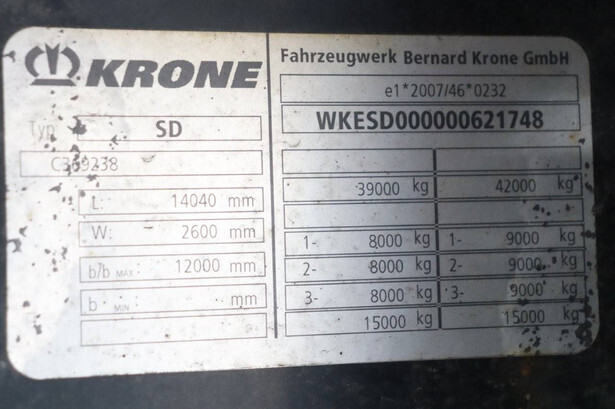 KRONE
Typ SD
C369238
L: 14040 mm
W: 2600 mm
b/b MAX: 12000 mm
b MIN: mm
Fahrzeugwerk Bernard Krone GmbH
e1*2007/46*0232
WKESD000000621748
39000 kg 42000 kg
1- 8000 kg 1- 9000 kg
2- 8000 kg 2- 9000 kg
3- 8000 kg 3- 9000 kg
15000 kg 15000 kg